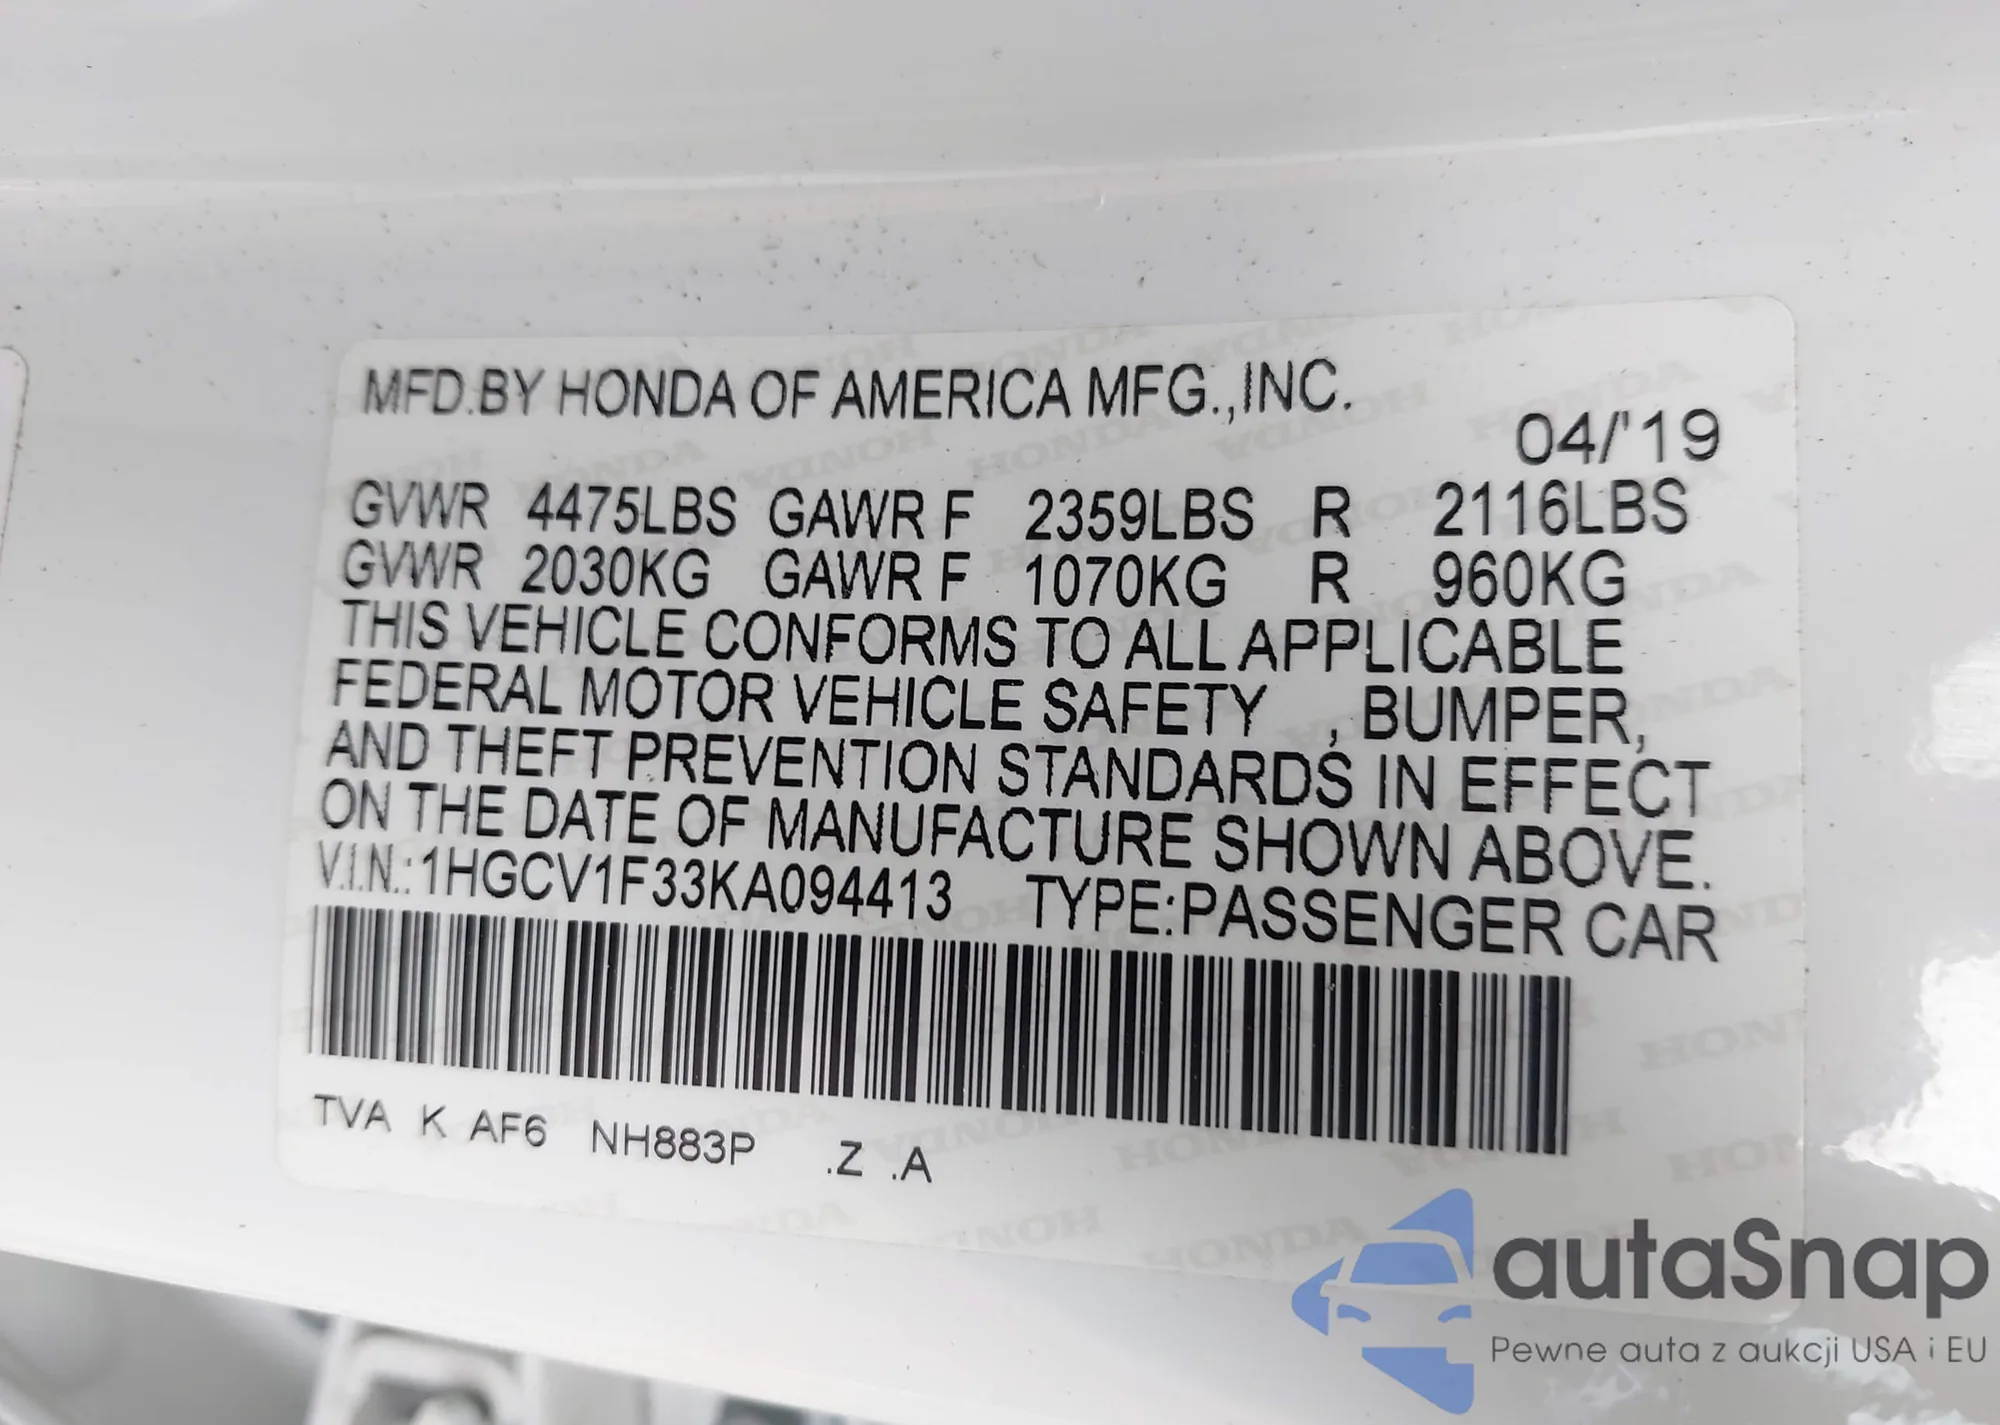 MFD.BY HONDA OF AMERICA MFG.,INC.
04/'19
GVWR 4475LBS GAWR F 2359LBS R 2116LBS
GVWR 2030KG GAWR F 1070KG R 960KG
THIS VEHICLE CONFORMS TO ALL APPLICABLE
FEDERAL MOTOR VEHICLE SAFETY , BUMPER,
AND THEFT PREVENTION STANDARDS IN EFFECT
ON THE DATE OF MANUFACTURE SHOWN ABOVE.
V.I.N.:1HGCV1F33KA094413 TYPE:PASSENGER CAR
TVA K AF6 NH883P .Z .A
autaSnap
Pewne auta z aukcji USA i EU